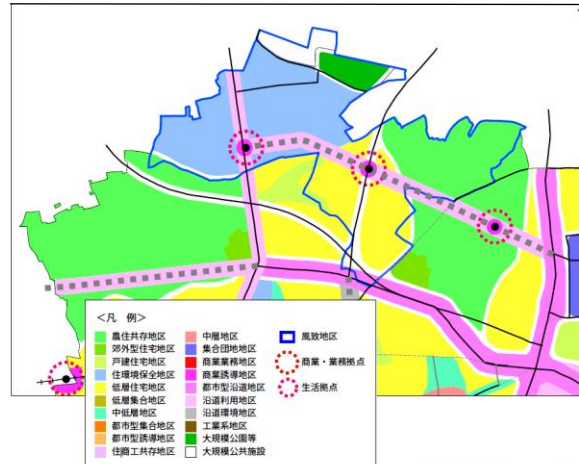 ＜凡　例＞
農住共存地区
郊外型住宅地区
戸建住宅地区
住環境保全地区
低層住宅地区
低層集合地区
中低層地区
都市型集合地区
都市型誘導地区
住商工共存地区
中層地区
集合団地地区
商業業務地区
商業誘導地区
都市型沿道地区
沿道利用地区
沿道環境地区
工業系地区
大規模公園等
大規模公共施設
風致地区
商業・業務拠点
生活拠点